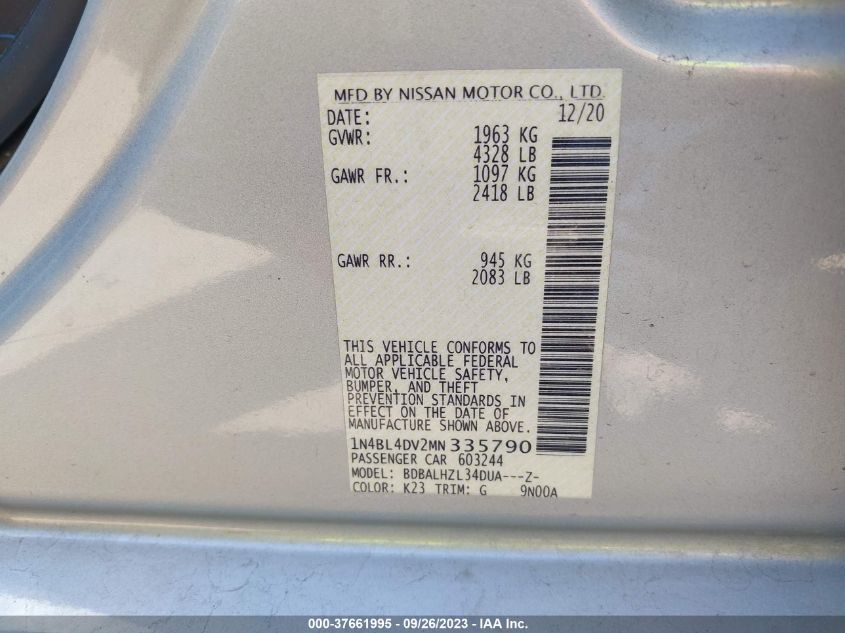 MFD BY NISSAN MOTOR CO., LTD.
DATE: 12/20
GVWR: 1963 KG
4328 LB
GAWR FR.: 1097 KG
2418 LB
GAWR RR.: 945 KG
2083 LB
THIS VEHICLE CONFORMS TO
ALL APPLICABLE FEDERAL
MOTOR VEHICLE SAFETY,
BUMPER, AND THEFT
PREVENTION STANDARDS IN
EFFECT ON THE DATE OF
MANUFACTURE SHOWN ABOVE.
1N4BL4DV2MN335790
PASSENGER CAR 603244
MODEL: BDBALHZL34DUA---Z-
COLOR: K23 TRIM: G 9N00A
000-37661995 - 09/26/2023 - IAA Inc.